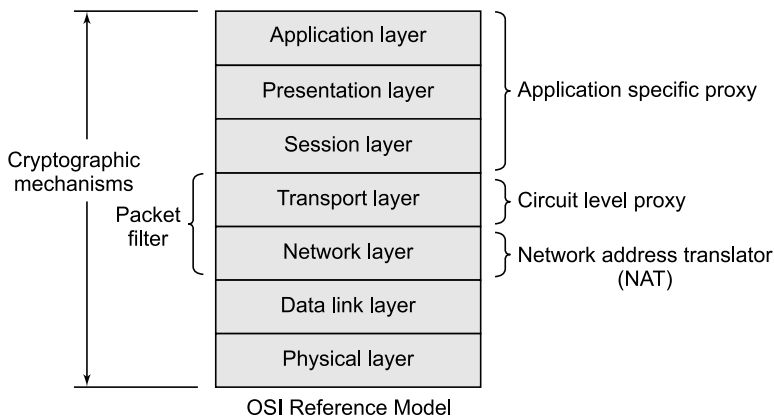 Application layer
Presentation layer
Application specific proxy
Session layer
Cryptographic
mechanisms
Transport layer
Circuit level proxy
Packet
filter
Network layer
Network address translator
(NAT)
Data link layer
Physical layer
OSI Reference Model